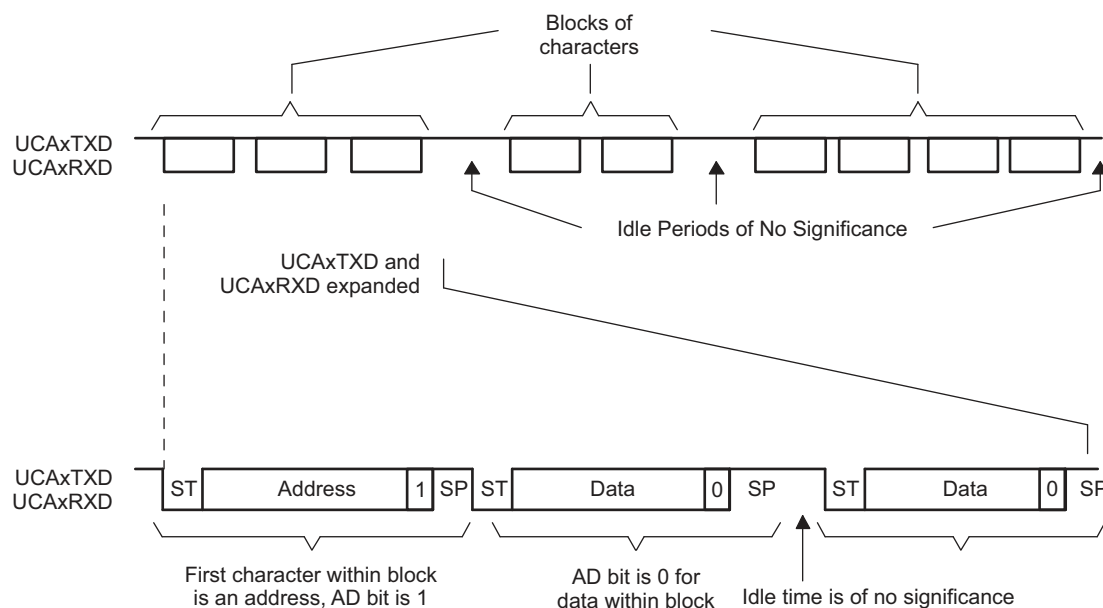 Blocks of
characters
UCAxTXD
UCAxRXD
Idle Periods of No Significance
UCAxTXD and
UCAxRXD expanded
UCAxTXD
UCAxRXD
ST Address 1 SP ST Data 0 SP ST Data 0 SP
First character within block
is an address, AD bit is 1
AD bit is 0 for
data within block
Idle time is of no significance